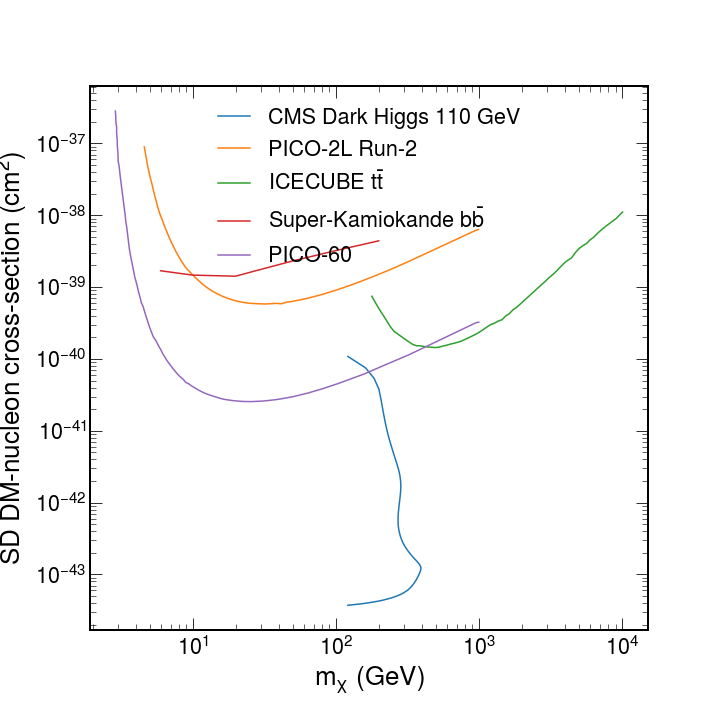 CMS Dark Higgs 110 GeV
PICO-2L Run-2
ICECUBE tt̄
Super-Kamiokande bb̄
PICO-60
SD DM-nucleon cross-section (cm²)
10⁻³⁷
10⁻³⁸
10⁻³⁹
10⁻⁴⁰
10⁻⁴¹
10⁻⁴²
10⁻⁴³
10¹ 10² 10³ 10⁴
mχ (GeV)